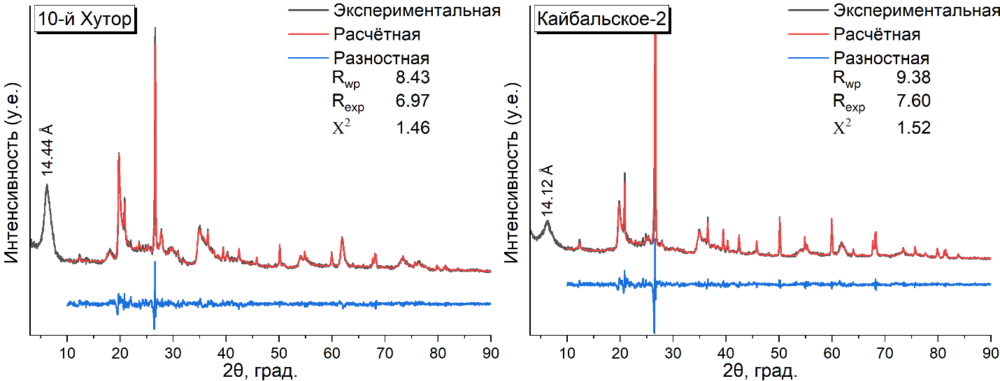 10-й Хутор
Экспериментальная
Расчётная
Разностная
Rwp 8.43
Rexp 6.97
X2 1.46
14.44 Å
Интенсивность (у.е.)
10 20 30 40 50 60 70 80 90
2θ, град.
Кайбальское-2
Экспериментальная
Расчётная
Разностная
Rwp 9.38
Rexp 7.60
X2 1.52
14.12 Å
Интенсивность (у.е.)
10 20 30 40 50 60 70 80 90
2θ, град.